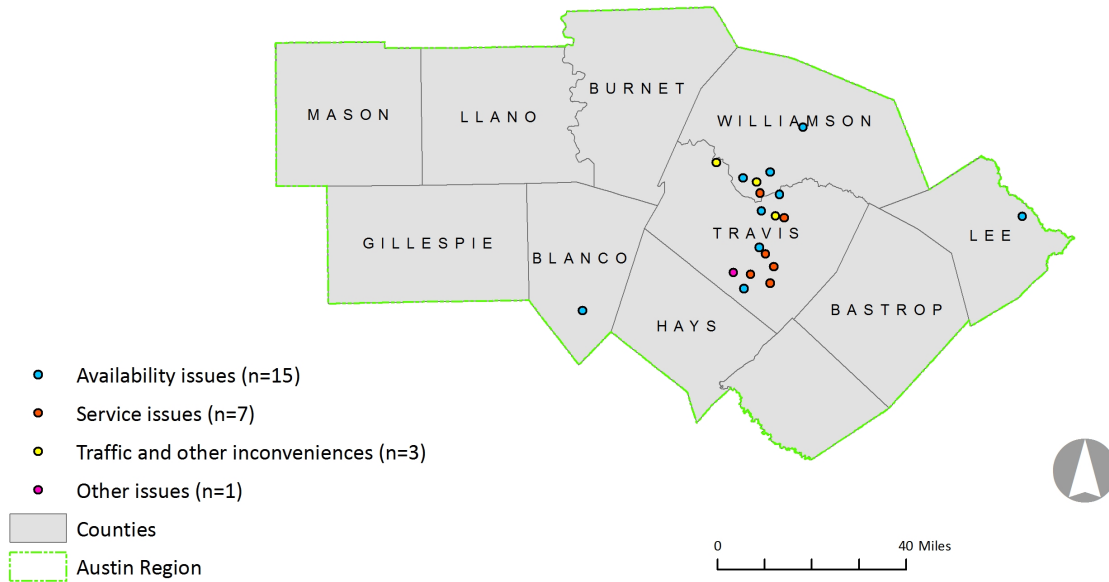 BURNET
MASON
LLANO
WILLIAMSON
GILLESPIE
BLANCO
TRAVIS
LEE
HAYS
BASTROP
Availability issues (n=15)
Service issues (n=7)
Traffic and other inconveniences (n=3)
Other issues (n=1)
Counties
Austin Region
0 40 Miles